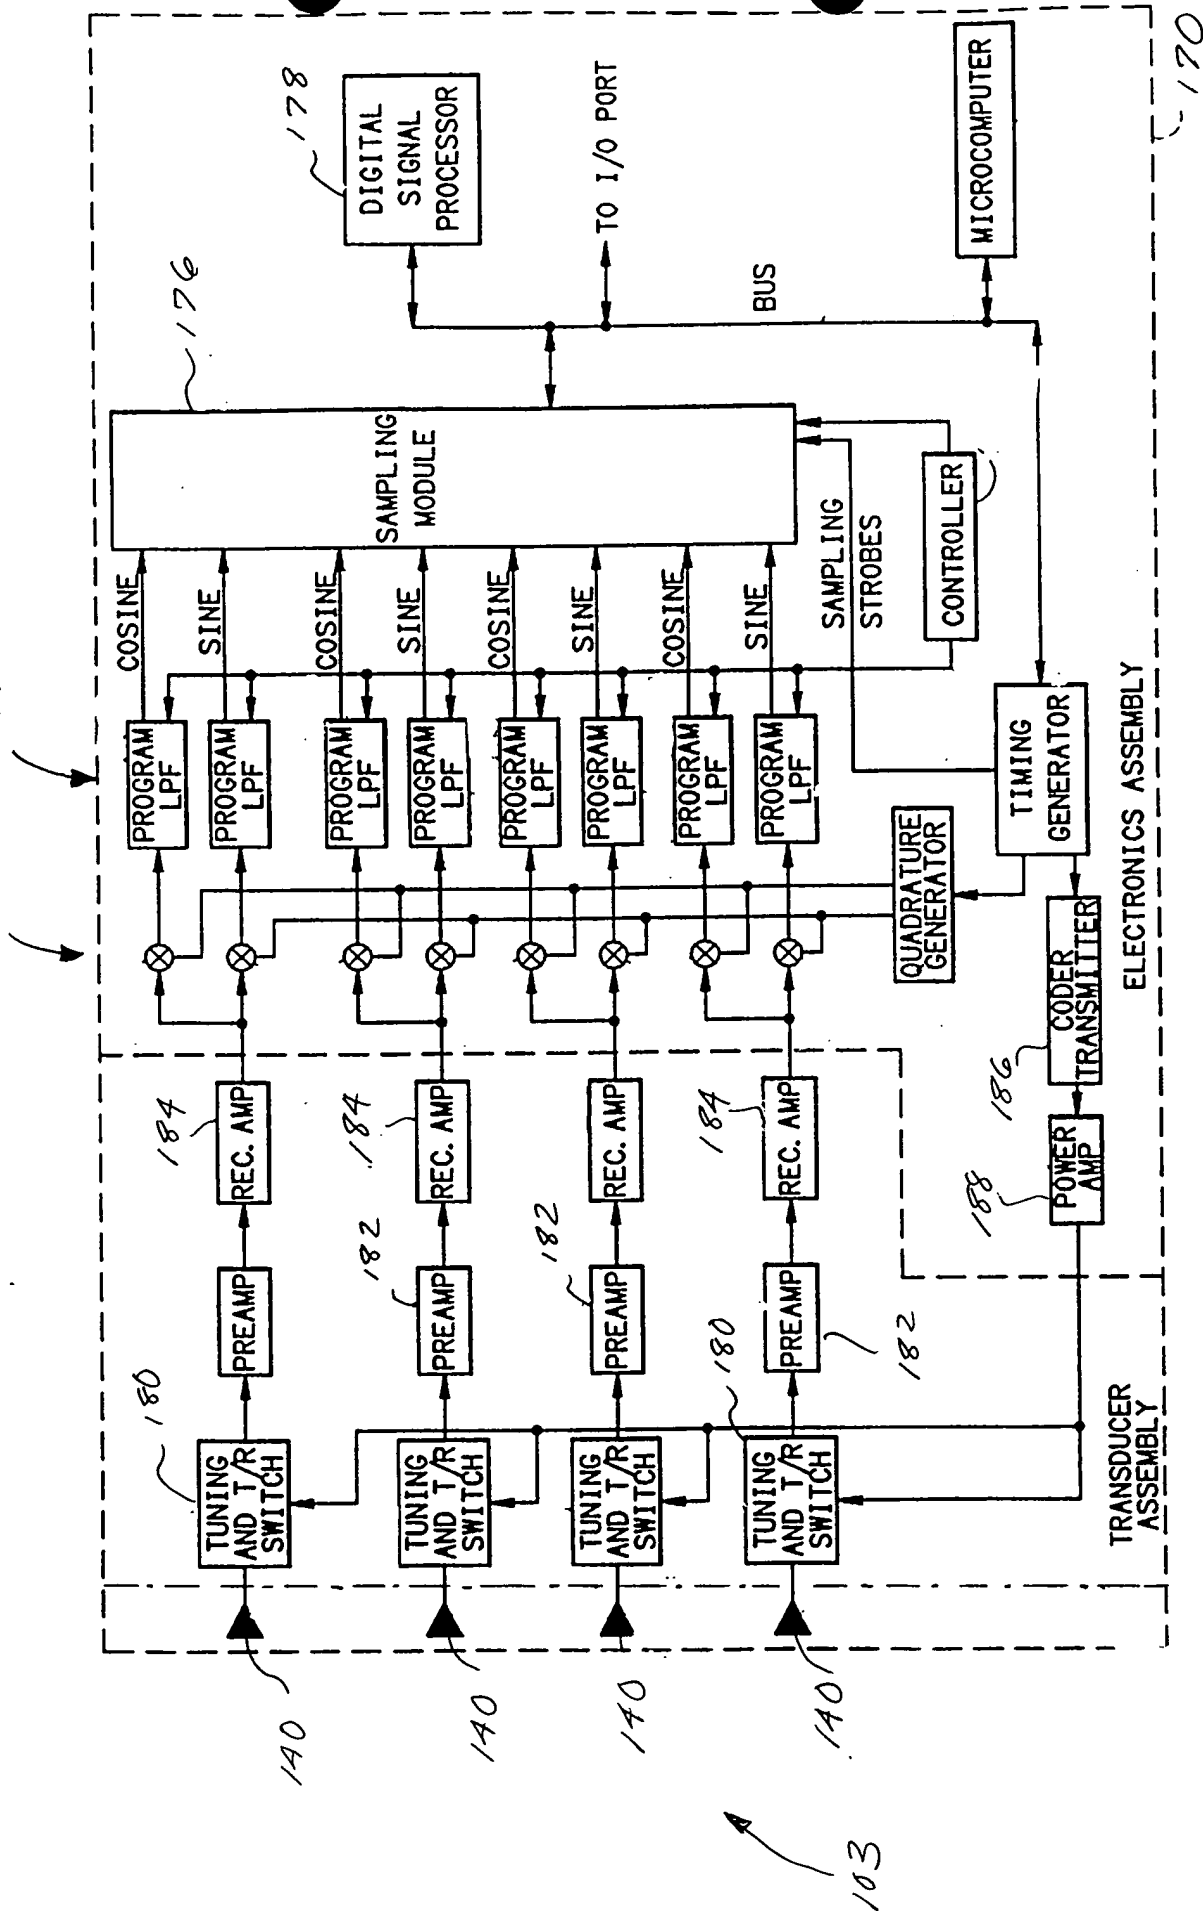 103
140
140
140
140
180
TUNING
AND T/R
SWITCH
TUNING
AND T/R
SWITCH
TUNING
AND T/R
SWITCH
180
TUNING
AND T/R
SWITCH
TRANSDUCER
ASSEMBLY
PREAMP
182
PREAMP
182
PREAMP
PREAMP
182
184
REC. AMP
184
REC. AMP
REC. AMP
184
REC. AMP
188
POWER
AMP
186
CODER
TRANSMITTER
QUADRATURE
GENERATOR
TIMING
GENERATOR
ELECTRONICS ASSEMBLY
PROGRAM
LPF
PROGRAM
LPF
PROGRAM
LPF
PROGRAM
LPF
PROGRAM
LPF
PROGRAM
LPF
PROGRAM
LPF
PROGRAM
LPF
COSINE
SINE
COSINE
SINE
COSINE
SINE
COSINE
SINE
SAMPLING
STROBES
CONTROLLER
176
SAMPLING
MODULE
178
DIGITAL
SIGNAL
PROCESSOR
TO I/O PORT
BUS
MICROCOMPUTER
170